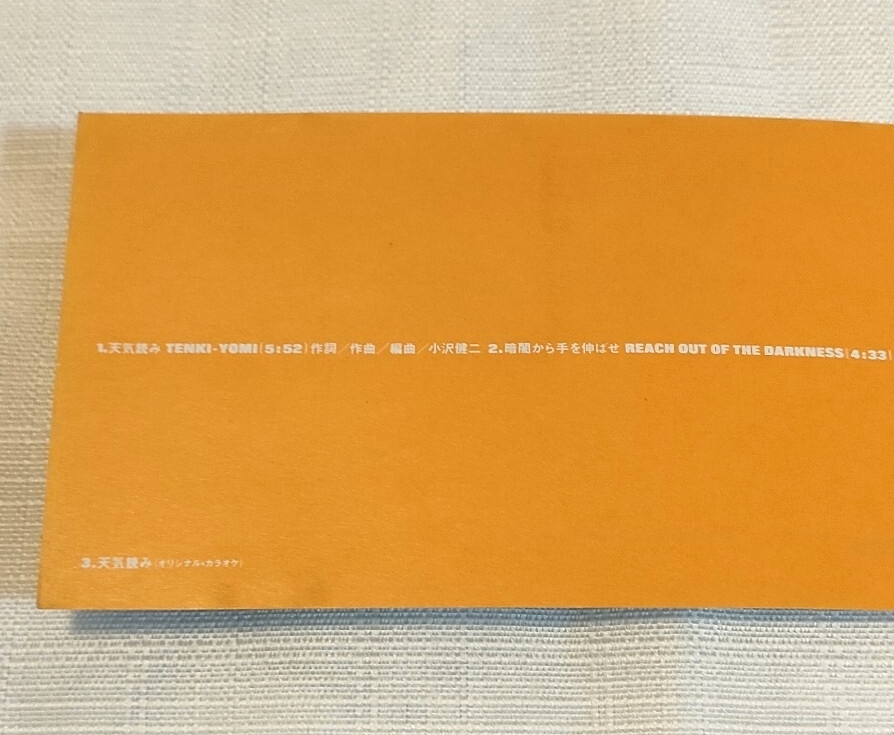 1.天気読み TENKI-YOMI(5:52)作詞／作曲／編曲／小沢健二 2.暗闇から手を伸ばせ REACH OUT OF THE DARKNESS(4:33)
3.天気読み(オリジナル・カラオケ)